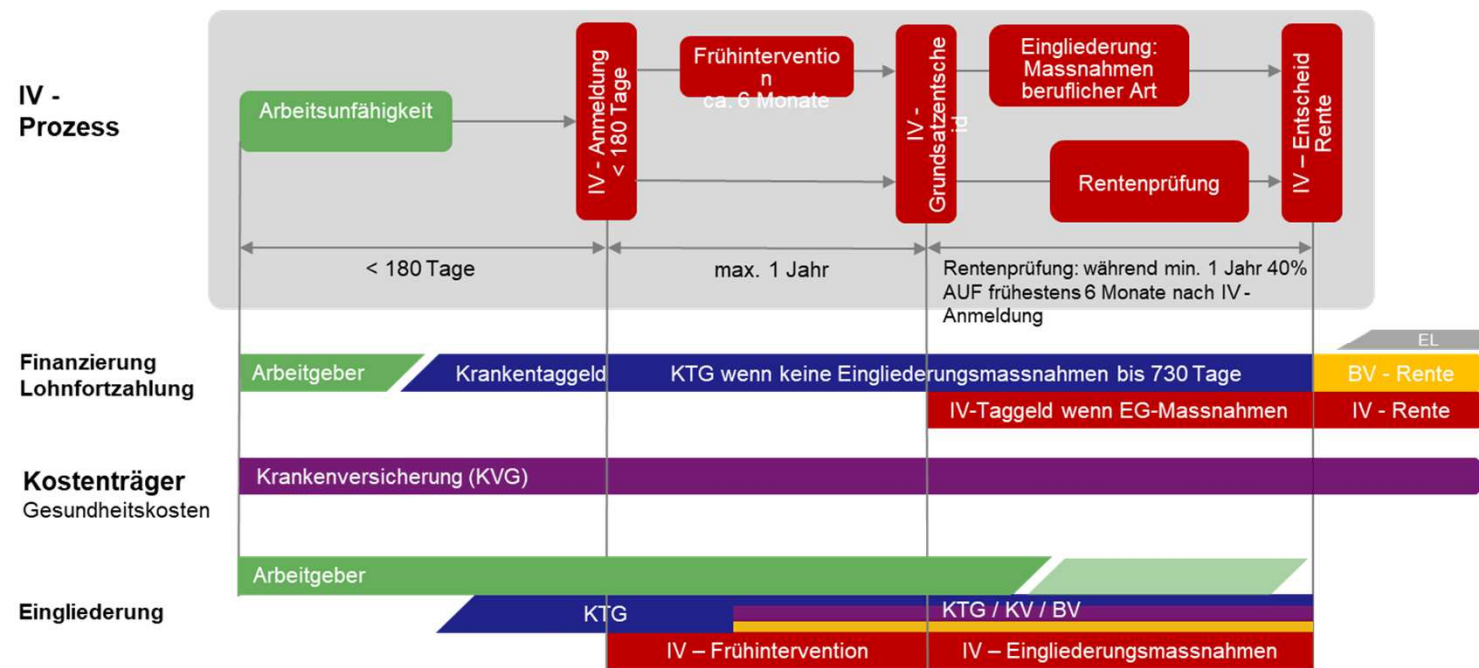 IV -
Prozess
Arbeitsunfähigkeit
IV - Anmeldung
< 180 Tage
Frühinterventio
n
ca. 6 Monate
IV -
Grundsatzentsche
id
Eingliederung:
Massnahmen
beruflicher Art
Rentenprüfung
IV – Entscheid
Rente
< 180 Tage
max. 1 Jahr
Rentenprüfung: während min. 1 Jahr 40%
AUF frühestens 6 Monate nach IV -
Anmeldung
Finanzierung
Lohnfortzahlung
Arbeitgeber
Krankentaggeld
KTG wenn keine Eingliederungsmassnahmen bis 730 Tage
EL
BV - Rente
IV-Taggeld wenn EG-Massnahmen
IV - Rente
Kostenträger
Gesundheitskosten
Krankenversicherung (KVG)
Eingliederung
Arbeitgeber
KTG
KTG / KV / BV
IV – Frühintervention
IV – Eingliederungsmassnahmen